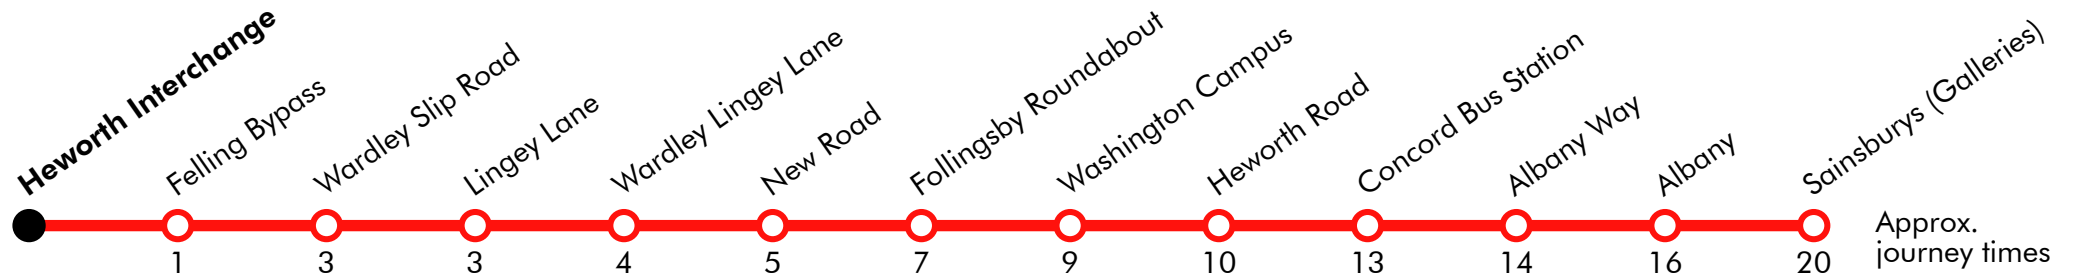 Heworth Interchange
Felling Bypass
Wardley Slip Road
Lingey Lane
Wardley Lingey Lane
New Road
Follingsby Roundabout
Washington Campus
Heworth Road
Concord Bus Station
Albany Way
Albany
Sainsburys (Galleries)
1
3
3
4
5
7
9
10
13
14
16
20
Approx.
journey times